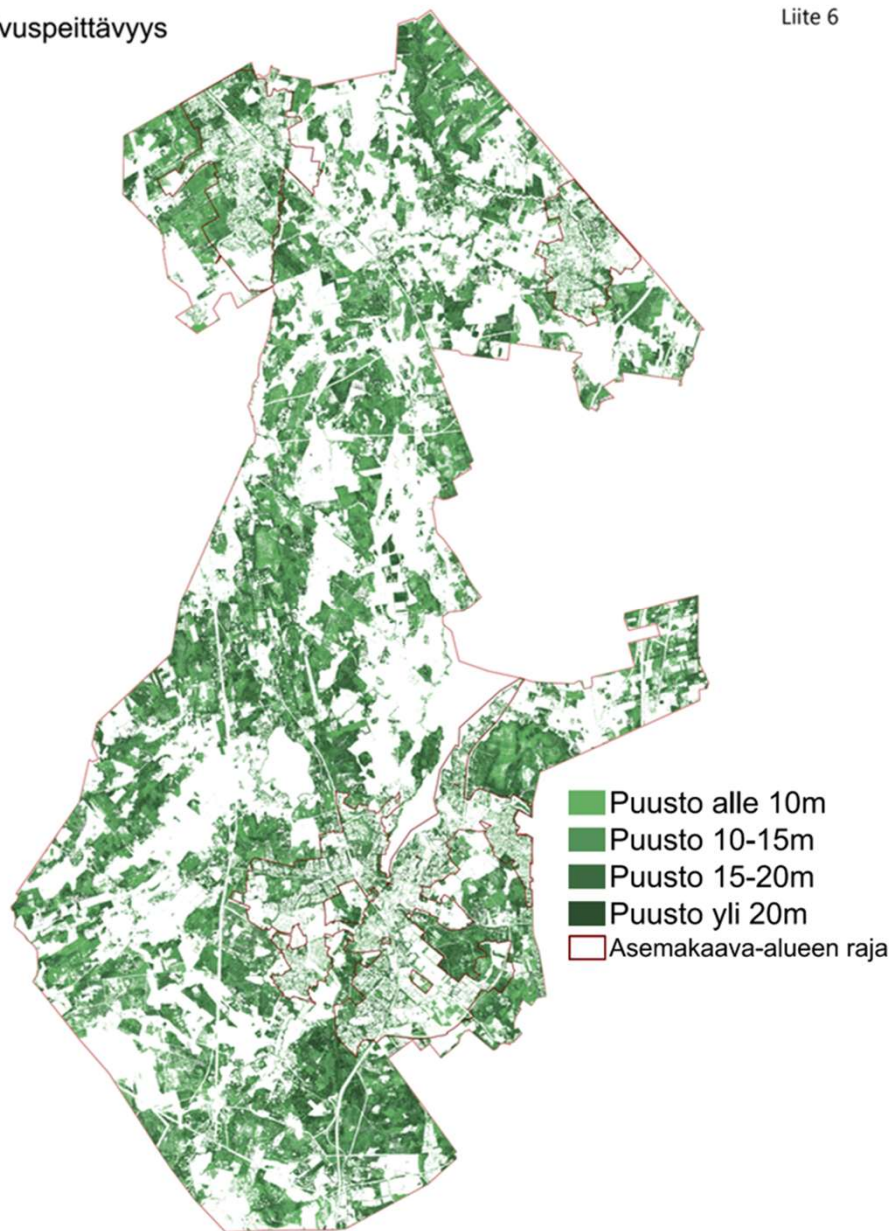 vuspeittävyys
Liite 6
Puusto alle 10m
Puusto 10-15m
Puusto 15-20m
Puusto yli 20m
Asemakaava-alueen raja